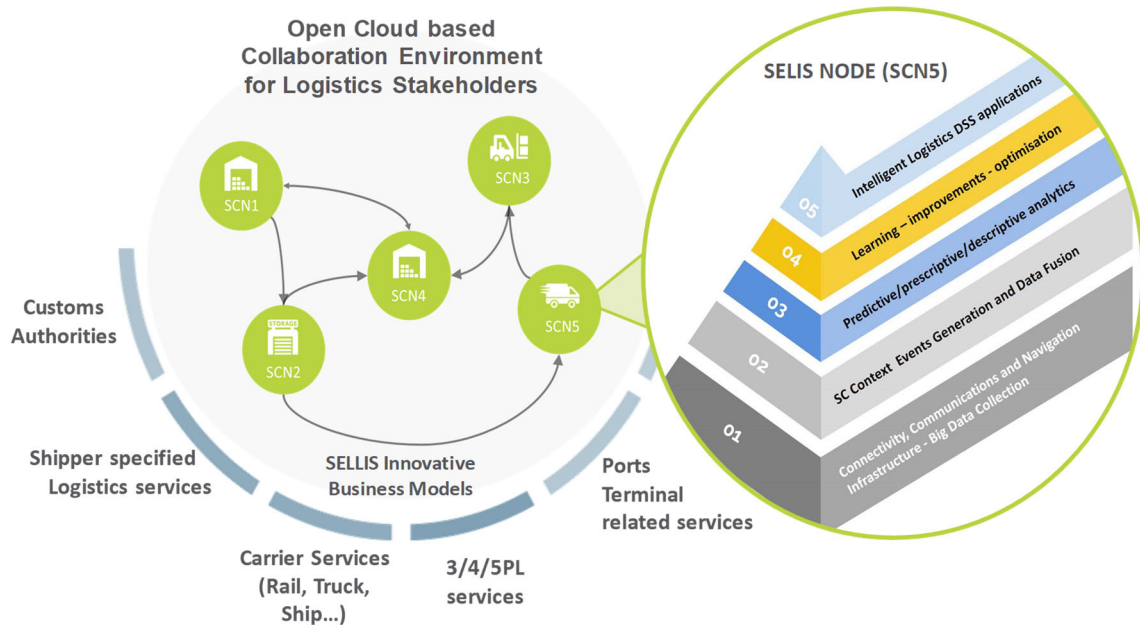 Open Cloud based
Collaboration Environment
for Logistics Stakeholders
SCN1
SCN3
SCN4
SCN5
STORAGE
SCN2
SELLIS Innovative
Business Models
Customs
Authorities
Shipper specified
Logistics services
Carrier Services
(Rail, Truck,
Ship...)
3/4/5PL
services
Ports
Terminal
related services
SELIS NODE (SCN5)
05
Intelligent Logistics DSS applications
04
Learning – improvements - optimisation
03
Predictive/prescriptive/descriptive analytics
02
SC Context Events Generation and Data Fusion
01
Connectivity, Communications and Navigation
Infrastructure - Big Data Collection